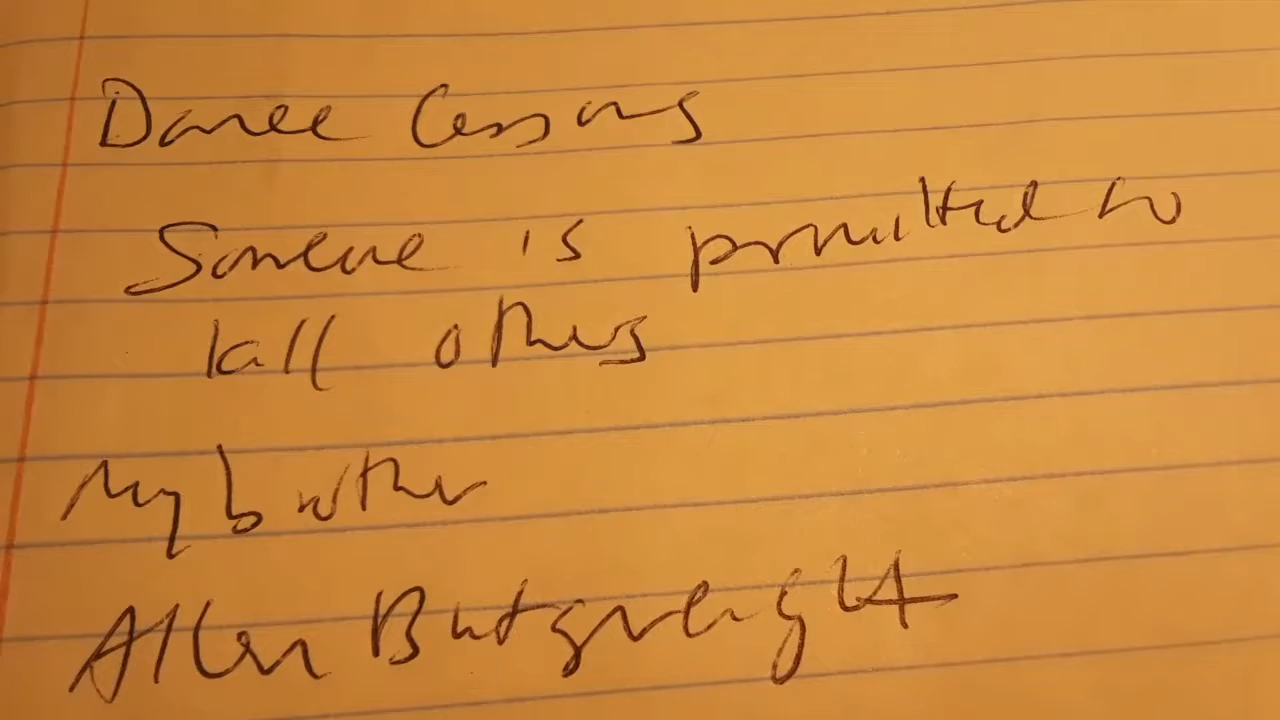 Dance Lessons
Someone is permitted to
kill others
My brother
Allen